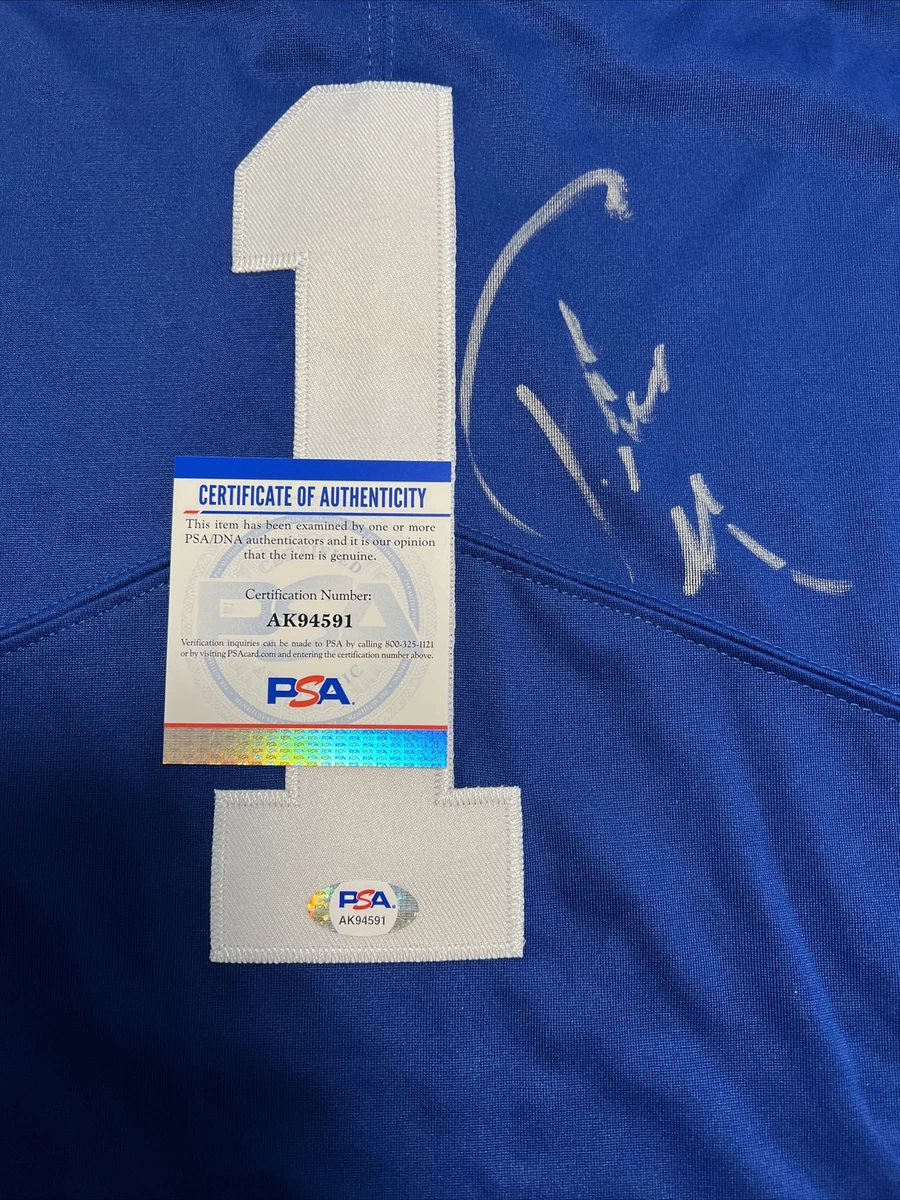 1
CERTIFICATE OF AUTHENTICITY
This item has been examined by one or more
PSA/DNA authenticators and it is our opinion
that the item is genuine.
Certification Number:
AK94591
Verification inquiries can be made to PSA by calling 800-325-1121
or by visiting PSAcard.com and entering the certification number above.
PSA.
PSA.
AK94591